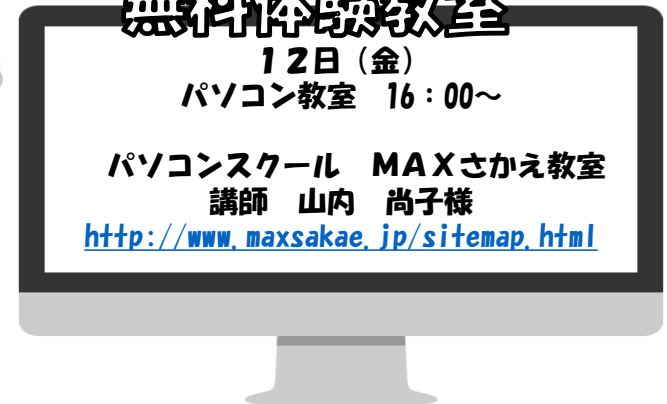 無料体験教室
１２日（金）
パソコン教室　16：00～
パソコンスクール　ＭＡＸさかえ教室
講師　山内　尚子様
http://www.maxsakae.jp/sitemap.html